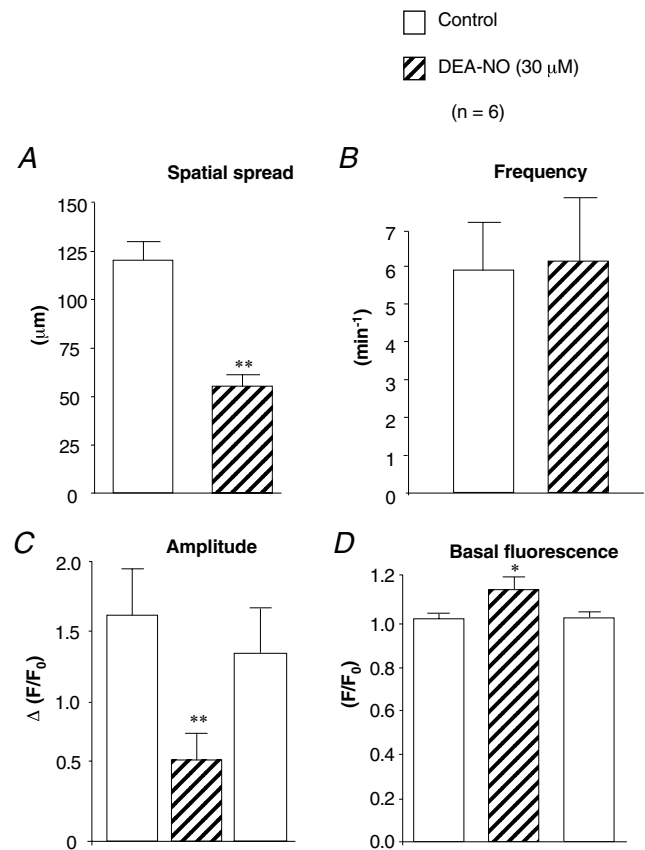 Control
DEA-NO (30 μM)
(n = 6)
A
Spatial spread
150
125
100
75
50
25
0
(μm)
**
B
Frequency
7
6
5
4
3
2
1
0
(min⁻¹)
C
Amplitude
2.0
1.5
1.0
0.5
0
Δ (F/F₀)
**
D
Basal fluorescence
1.2
1.0
0.8
0.6
0.4
0.2
0.0
(F/F₀)
*